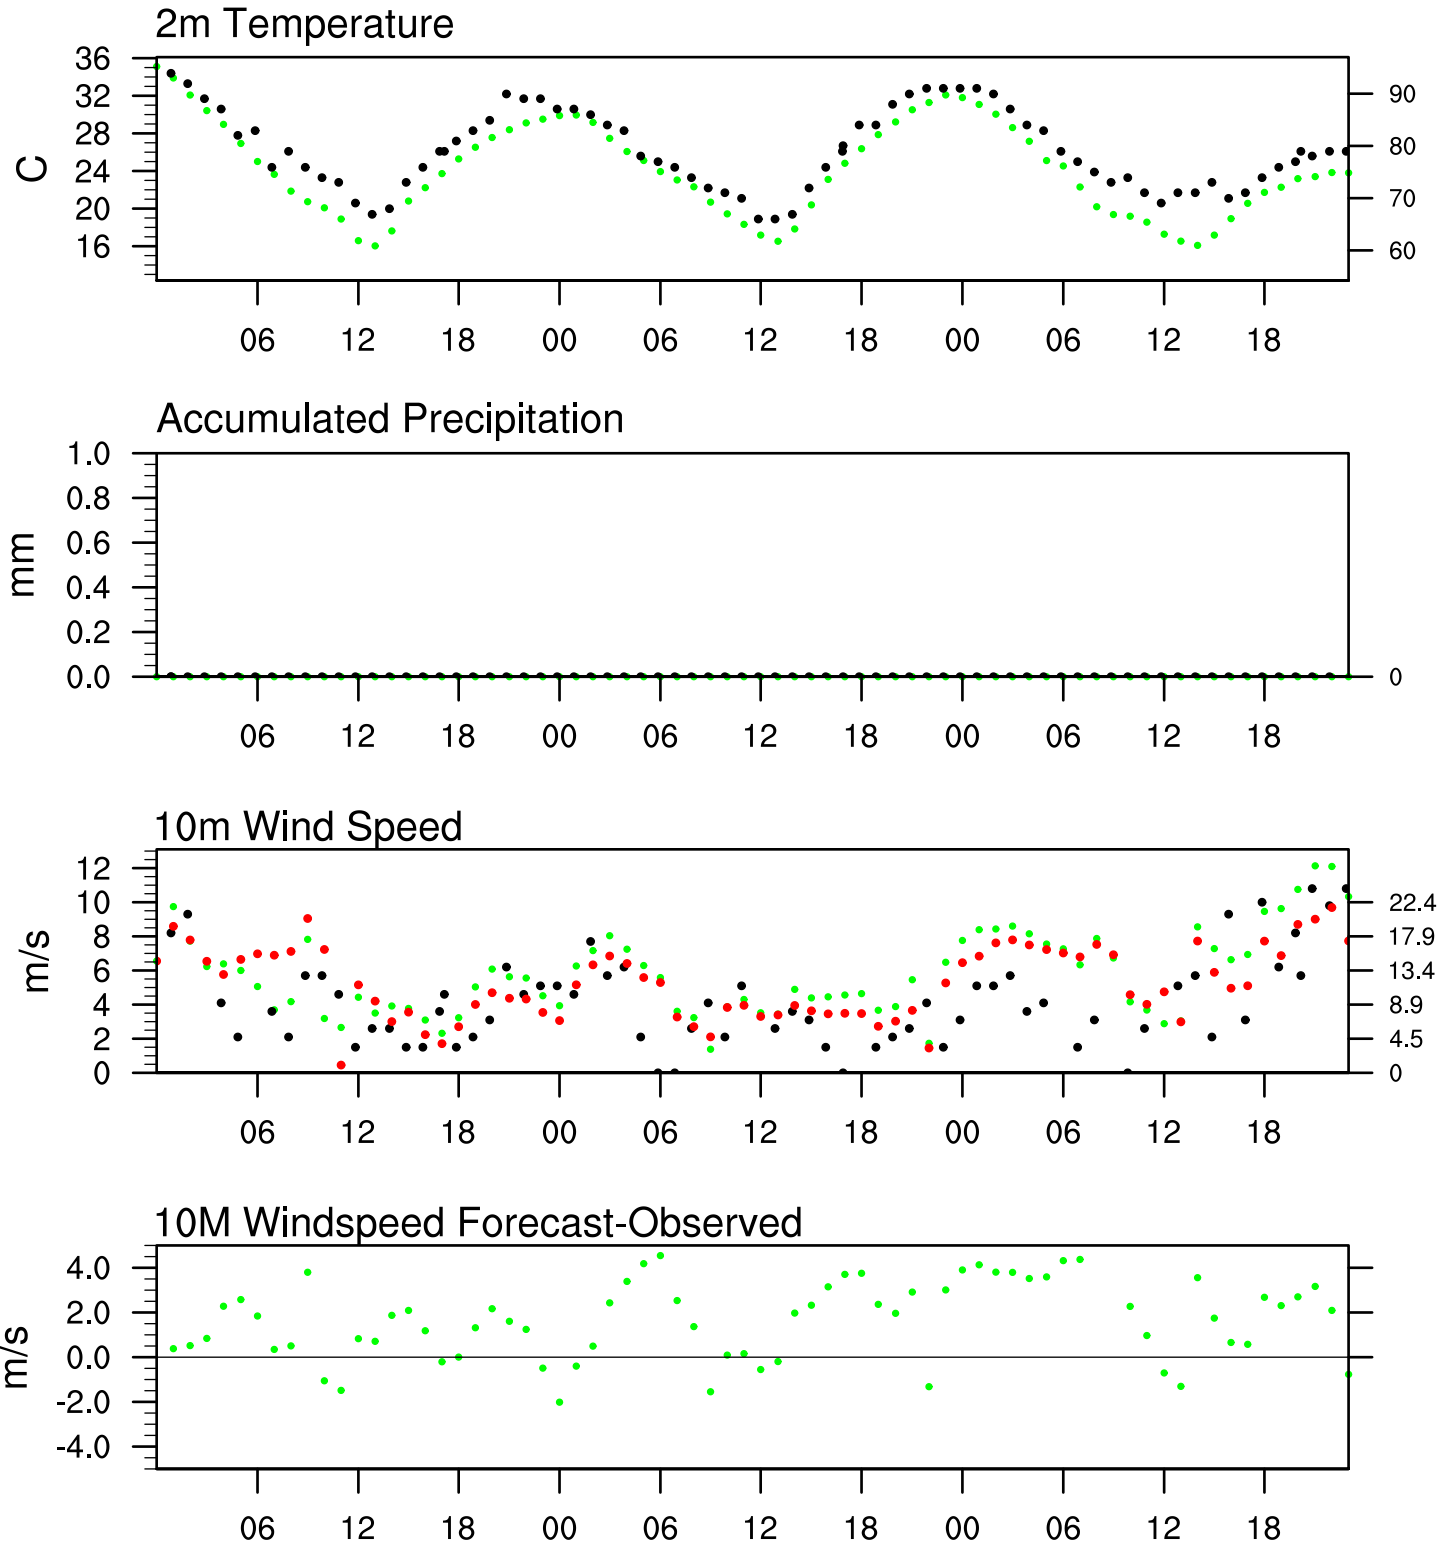 2m Temperature
36
32
28
24
20
16
C
90
80
70
60
06 12 18 00 06 12 18 00 06 12 18
Accumulated Precipitation
1.0
0.8
0.6
0.4
0.2
0.0
mm
0
06 12 18 00 06 12 18 00 06 12 18
10m Wind Speed
12
10
8
6
4
2
0
m/s
22.4
17.9
13.4
8.9
4.5
0
06 12 18 00 06 12 18 00 06 12 18
10M Windspeed Forecast-Observed
4.0
2.0
0.0
-2.0
-4.0
m/s
06 12 18 00 06 12 18 00 06 12 18